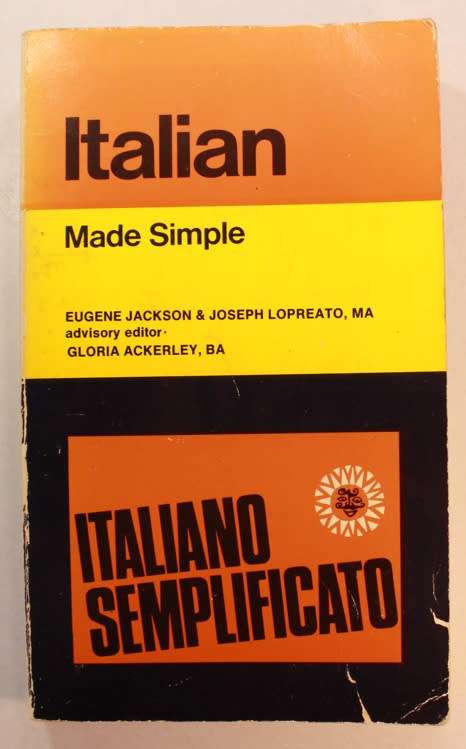 Italian
Made Simple
EUGENE JACKSON & JOSEPH LOPREATO, MA
advisory editor·
GLORIA ACKERLEY, BA
ITALIANO
SEMPLIFICATO